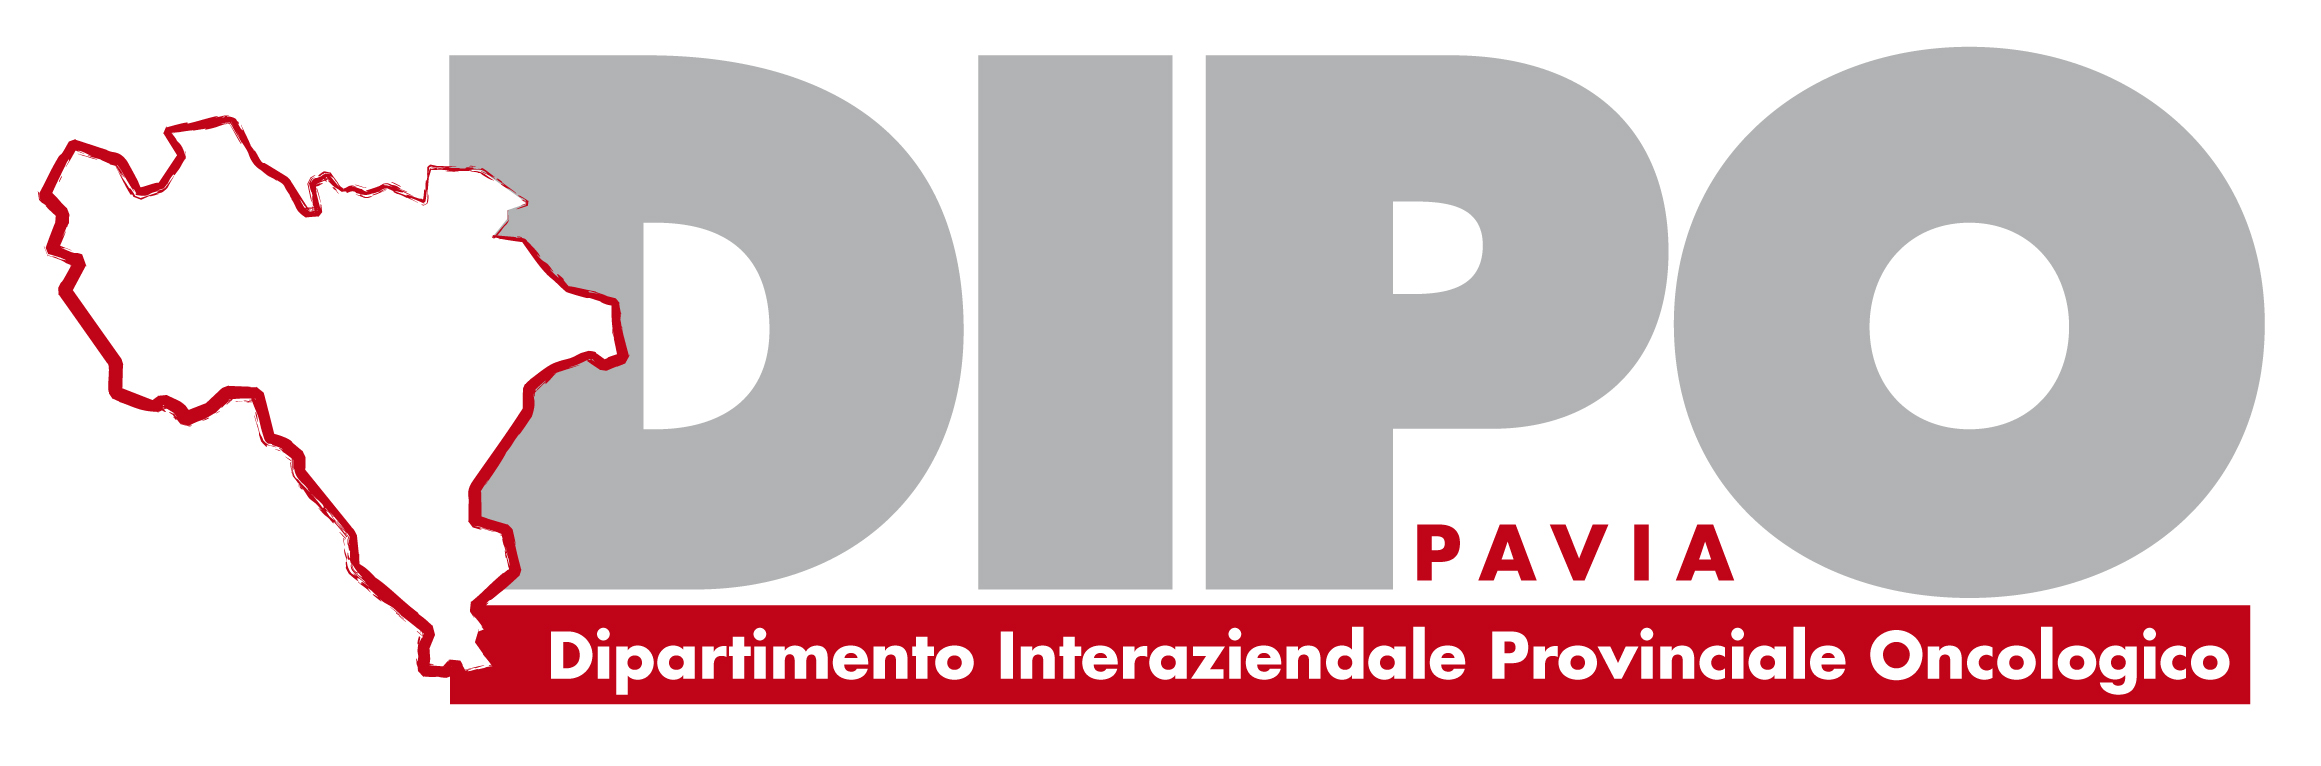 DIPO
PAVIA
Dipartimento Interaziendale Provinciale Oncologico